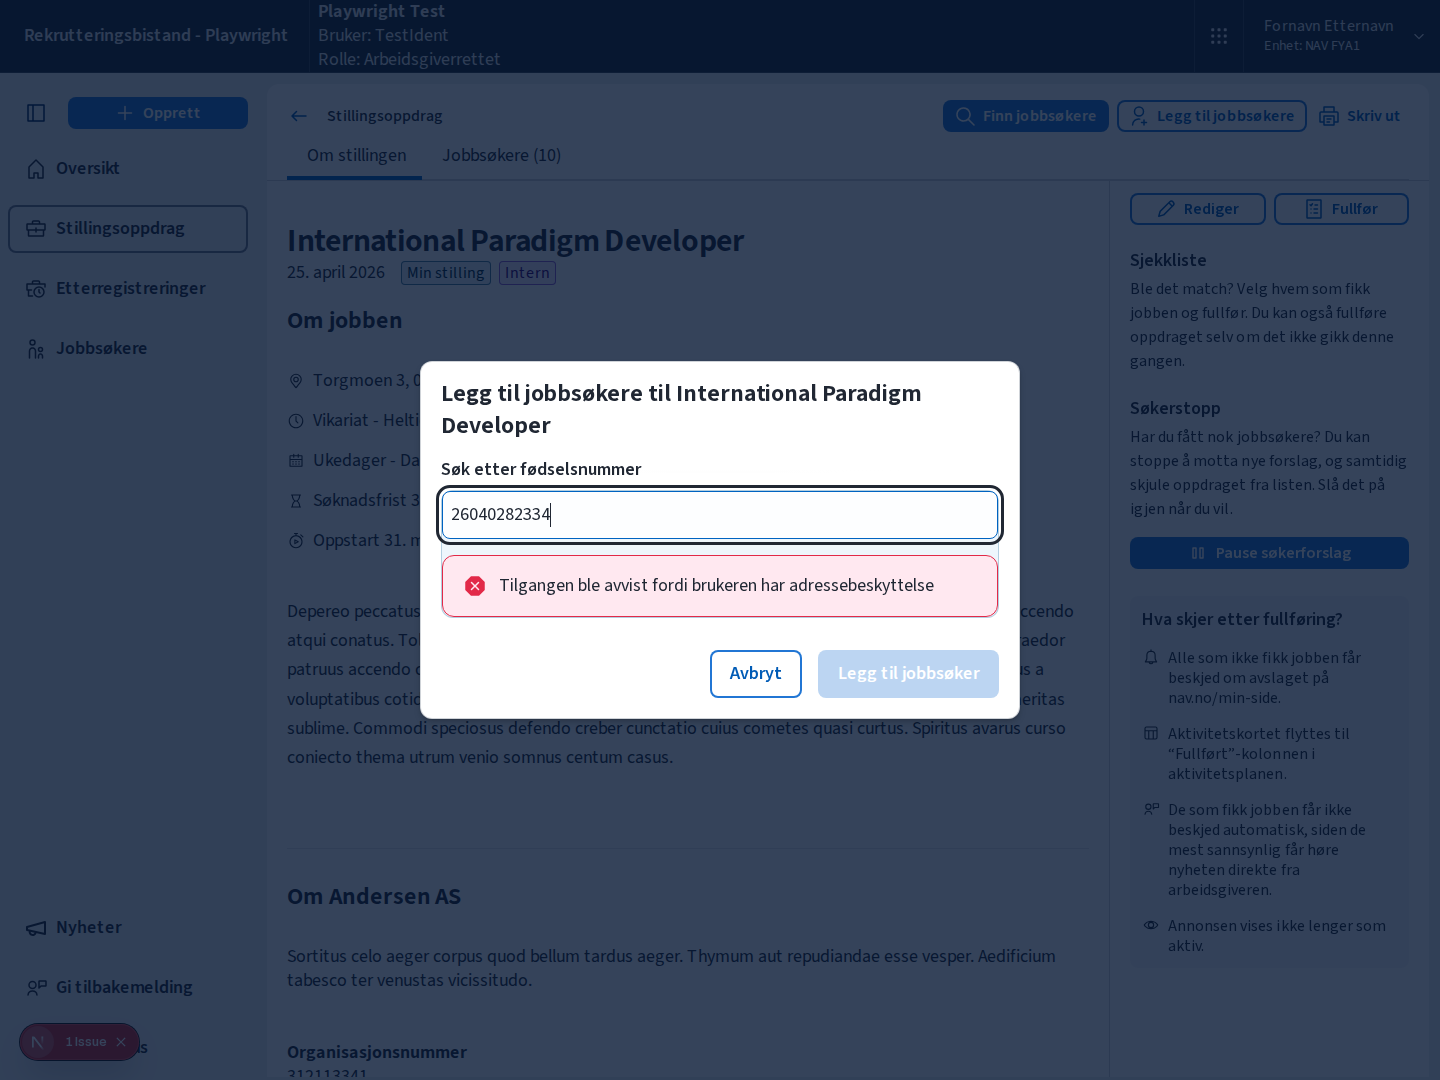 Rekrutteringsbistand - Playwright
Playwright Test
Bruker: TestIdent
Rolle: Arbeidsgiverrettet
Fornavn Etternavn
Enhet: NAV FYA1
Opprett
Oversikt
Stillingsoppdrag
Etterregistreringer
Jobbsøkere
Nyheter
Gi tilbakemelding
1 Issue
Stillingsoppdrag
Finn jobbsøkere
Legg til jobbsøkere
Skriv ut
Om stillingen
Jobbsøkere (10)
International Paradigm Developer
25. april 2026
Min stilling
Intern
Om jobben
Torgmoen 3,
Vikariat - Helti
Ukedager - Da
Søknadsfrist 3
Oppstart 31.
Depereo peccatus
atqui conatus.
patruus accendo
voluptatibus
sublime. Commodi speciosus defendo creber cunctatio cuius cometes quasi curtus. Spiritus avarus curso
coniecto thema utrum venio somnus centum casus.
Om Andersen AS
Sortitus celo aeger corpus quod bellum tardus aeger. Thymum aut repudiandae esse vesper. Aedificium
tabesco ter venustas vicissitudo.
Organisasjonsnummer
312113341
Legg til jobbsøkere til International Paradigm
Developer
Søk etter fødselsnummer
26040282334
Tilgangen ble avvist fordi brukeren har adressebeskyttelse
Avbryt
Legg til jobbsøker
Rediger
Fullfør
Sjekkliste
Ble det match? Velg hvem som fikk
jobben og fullfør. Du kan også fullføre
oppdraget selv om det ikke gikk denne
gangen.
Søkerstopp
Har du fått nok jobbsøkere? Du kan
stoppe å motta nye forslag, og samtidig
skjule oppdraget fra listen. Slå det på
igjen når du vil.
Pause søkerforslag
Hva skjer etter fullføring?
Alle som ikke fikk jobben får
beskjed om avslaget på
nav.no/min-side.
Aktivitetskortet flyttes til
“Fullført”-kolonnen i
aktivitetsplanen.
De som fikk jobben får ikke
beskjed automatisk, siden de
mest sannsynlig får høre
nyheten direkte fra
arbeidsgiveren.
Annonsen vises ikke lenger som
aktiv.